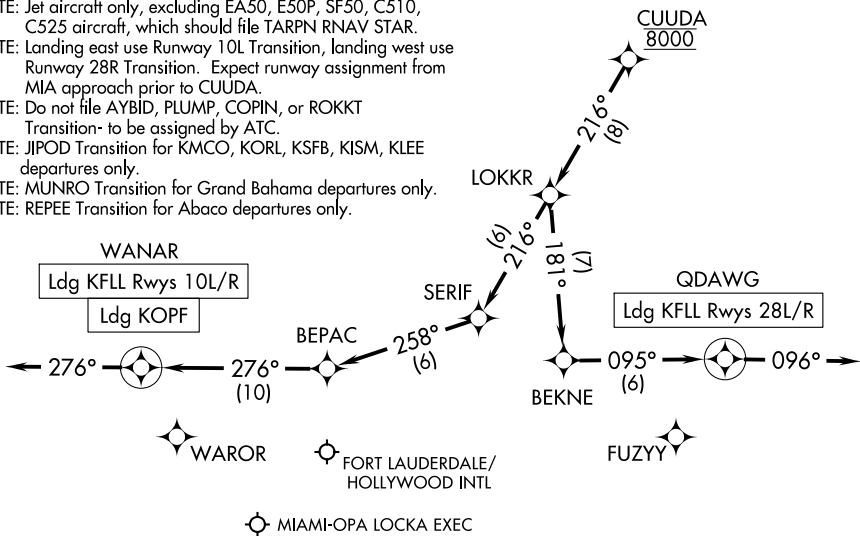 TE: Jet aircraft only, excluding EA50, E50P, SF50, C510,
C525 aircraft, which should file TARPN RNAV STAR.
TE: Landing east use Runway 10L Transition, landing west use
Runway 28R Transition. Expect runway assignment from
MIA approach prior to CUUDA.
TE: Do not file AYBID, PLUMP, COPIN, or ROKKT
Transition- to be assigned by ATC.
TE: JIPOD Transition for KMCO, KORL, KSFB, KISM, KLEE
departures only.
TE: MUNRO Transition for Grand Bahama departures only.
TE: REPEE Transition for Abaco departures only.
CUUDA
8000
216°
(8)
LOKKR
216°
(6)
181°
(7)
SERIF
258°
(6)
BEPAC
WANAR
Ldg KFLL Rwys 10L/R
Ldg KOPF
276°
276°
(10)
QDAWG
Ldg KFLL Rwys 28L/R
BEKNE
095°
(6)
096°
WAROR
FORT LAUDERDALE/
HOLLYWOOD INTL
FUZYY
MIAMI-OPA LOCKA EXEC